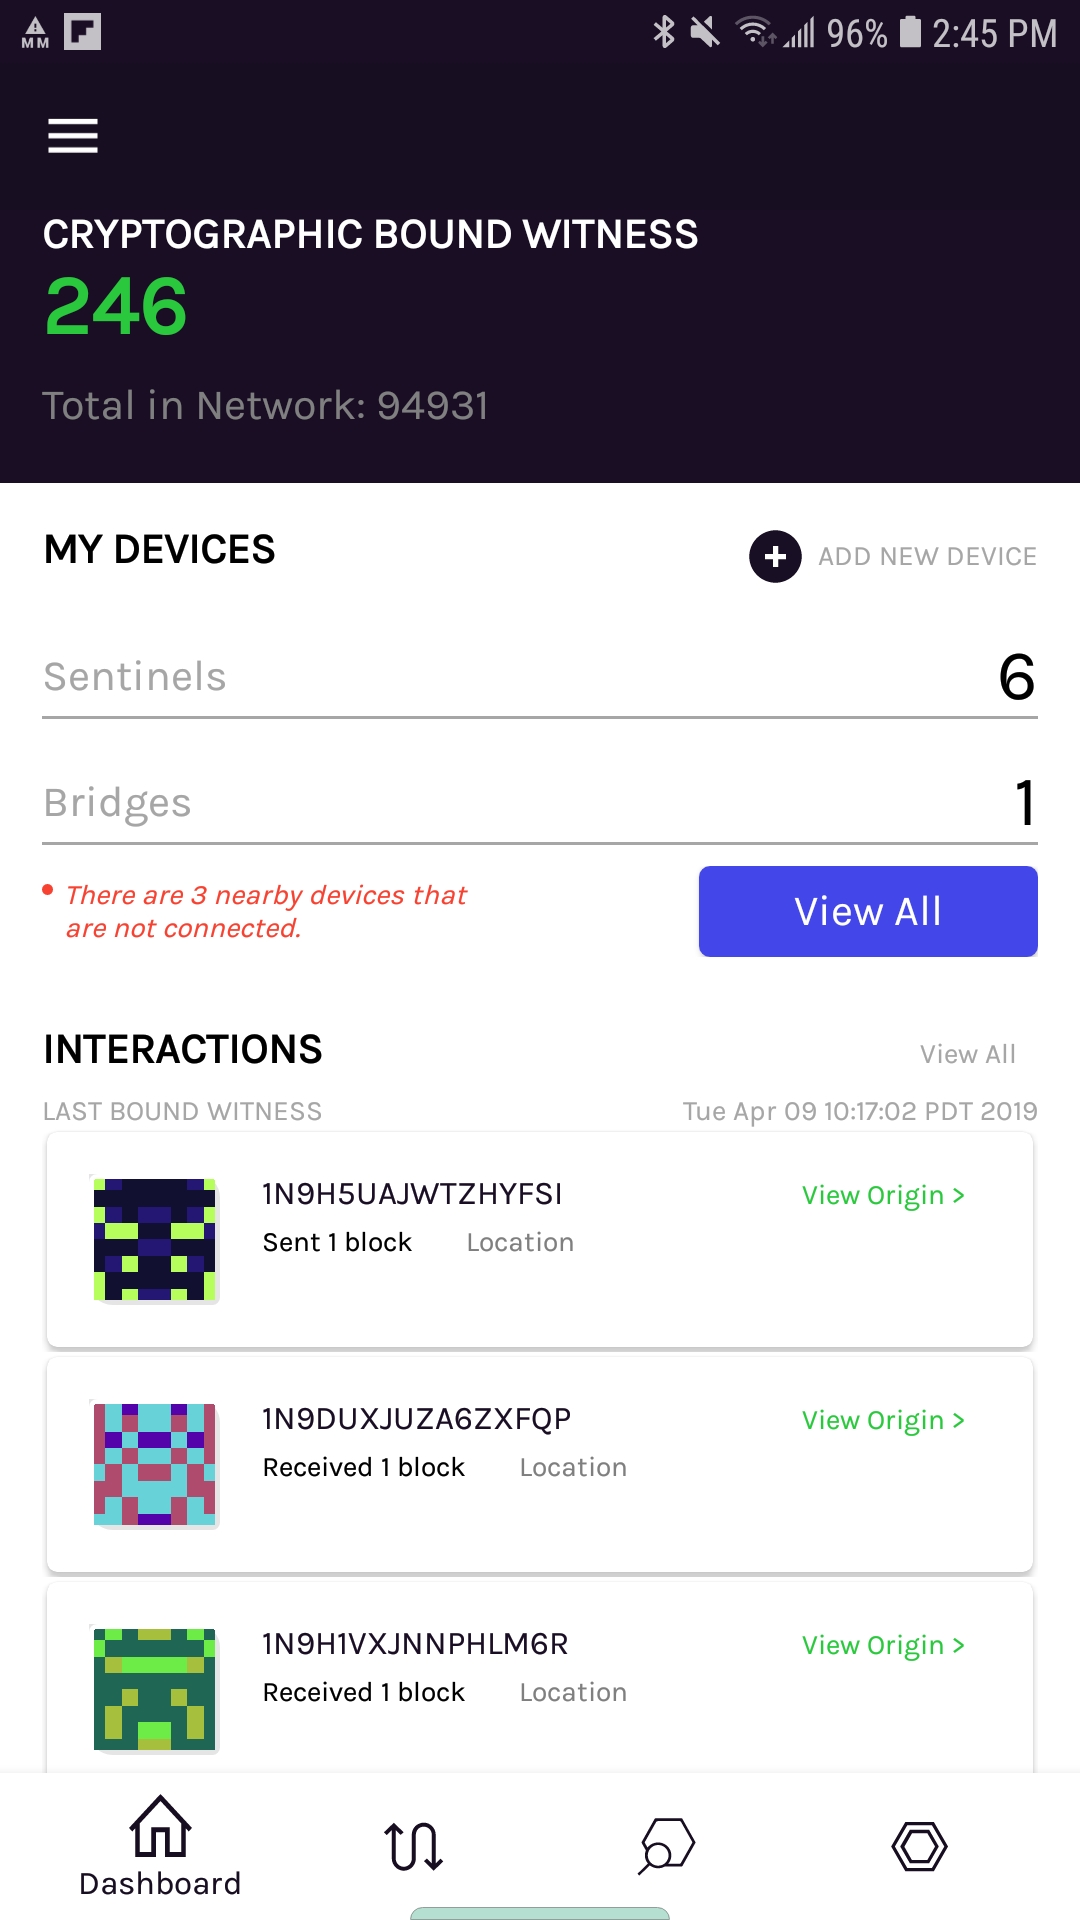 MM
96%
2:45 PM
CRYPTOGRAPHIC BOUND WITNESS
246
Total in Network: 94931
MY DEVICES
ADD NEW DEVICE
Sentinels
6
Bridges
1
There are 3 nearby devices that
are not connected.
View All
INTERACTIONS
View All
LAST BOUND WITNESS
Tue Apr 09 10:17:02 PDT 2019
1N9H5UAJWTZHYFSI
View Origin >
Sent 1 block
Location
1N9DUXJUZA6ZXFQP
View Origin >
Received 1 block
Location
1N9H1VXJNNPHLM6R
View Origin >
Received 1 block
Location
Dashboard